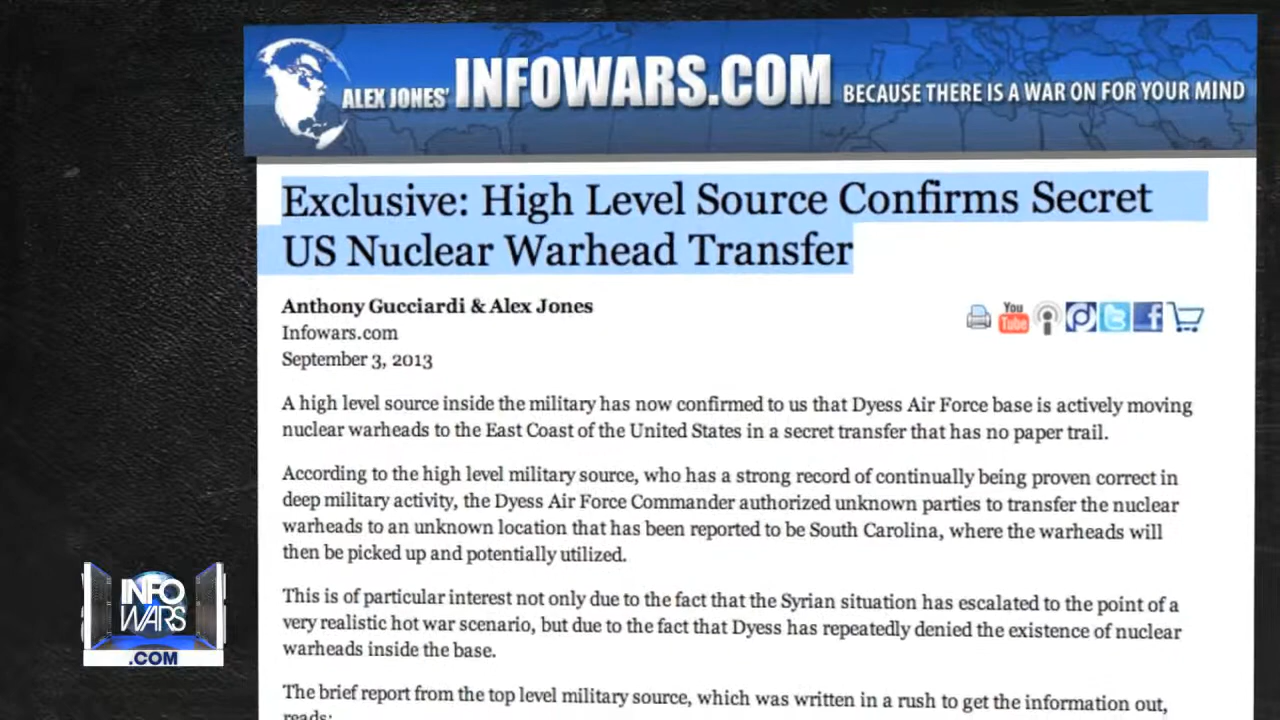 ALEX JONES' INFOWARS.COM BECAUSE THERE IS A WAR ON FOR YOUR MIND
Exclusive: High Level Source Confirms Secret
US Nuclear Warhead Transfer
Anthony Gucciardi & Alex Jones
Infowars.com
September 3, 2013
You
Tube
A high level source inside the military has now confirmed to us that Dyess Air Force base is actively moving
nuclear warheads to the East Coast of the United States in a secret transfer that has no paper trail.
According to the high level military source, who has a strong record of continually being proven correct in
deep military activity, the Dyess Air Force Commander authorized unknown parties to transfer the nuclear
warheads to an unknown location that has been reported to be South Carolina, where the warheads will
then be picked up and potentially utilized.
This is of particular interest not only due to the fact that the Syrian situation has escalated to the point of a
very realistic hot war scenario, but due to the fact that Dyess has repeatedly denied the existence of nuclear
warheads inside the base.
The brief report from the top level military source, which was written in a rush to get the information out,
reads:
INFO
WARS
.COM